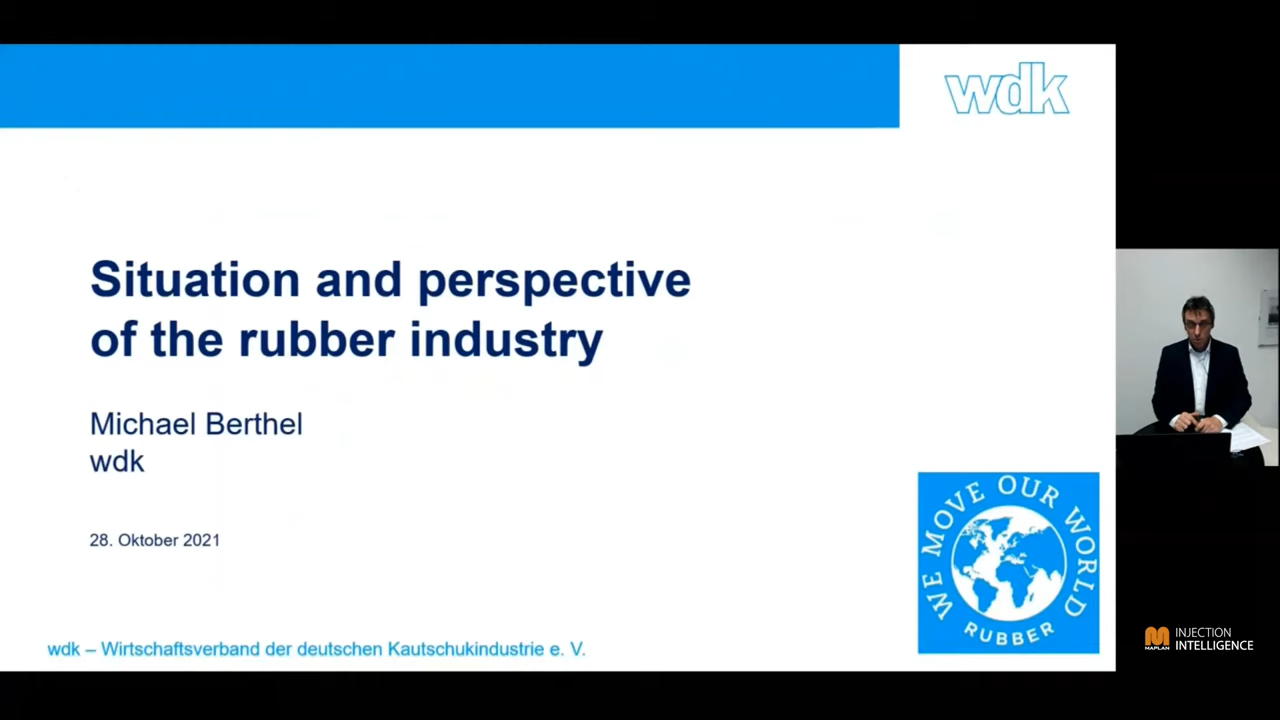 wdk
Situation and perspective
of the rubber industry
Michael Berthel
wdk
28. Oktober 2021
WE MOVE OUR WORLD
RUBBER
wdk – Wirtschaftsverband der deutschen Kautschukindustrie e. V.
MAPLAN
INJECTION
INTELLIGENCE